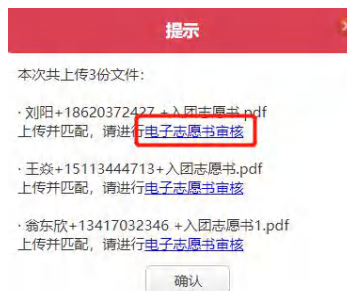 提示
本次共上传3份文件:
· 刘阳+18620372427 +入团志愿书.pdf
上传并匹配，请进行电子志愿书审核
· 王焱+15113444713+入团志愿书.pdf
上传并匹配，请进行电子志愿书审核
· 翁东欣+13417032346 +入团志愿书1.pdf
上传并匹配，请进行电子志愿书审核
确认